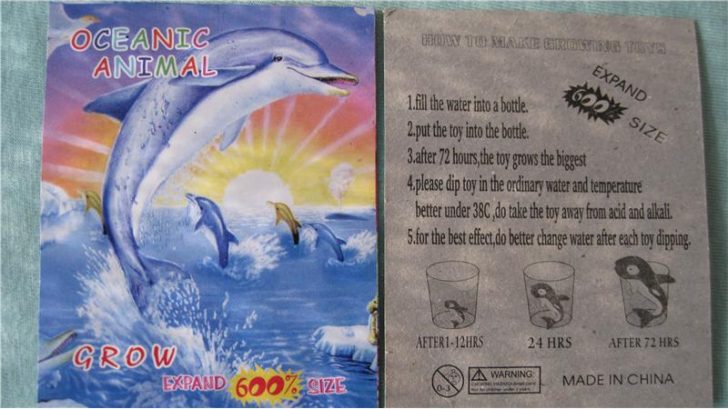 OCEANIC
ANIMAL
GROW
EXPAND 600% SIZE
HOW TO MAKE GROWING TOYS
EXPAND
600%
SIZE
1.fill the water into a bottle.
2.put the toy into the bottle.
3.after 72 hours,the toy grows the biggest
4.please dip toy in the ordinary water and temperature
better under 38C,do take the toy away from acid and alkali.
5.for the best effect,do better change water after each toy dipping.
AFTER1-12HRS
24 HRS
AFTER 72 HRS
0-3
WARNING:
MADE IN CHINA